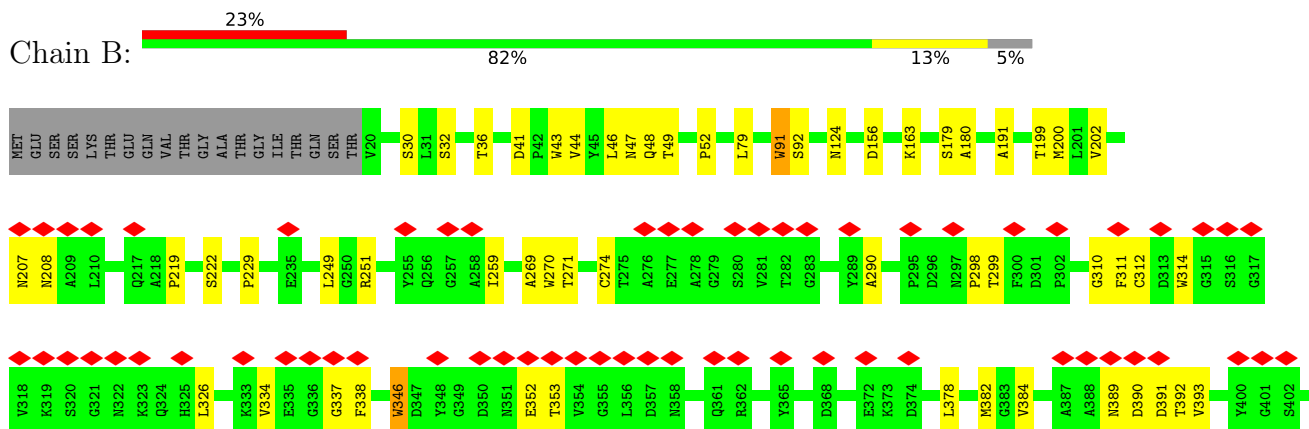 23%
Chain B:
82% 13% 5%
MET GLU SER SER LYS THR GLU GLN VAL THR GLY ALA THR GLY ILE THR GLN SER THR V20 S30 L31 S32 T36 D41 P42 W43 V44 Y45 L46 N47 Q48 T49 P52 L79 W91 S92 N124 D156 K163 S179 A180 A191 T199 M200 L201 V202
N207 N208 A209 L210 Q217 A218 P219 S222 P229 E235 L249 G250 R251 Y255 Q256 G257 A258 I259 A269 W270 T271 C274 T275 A276 E277 A278 G279 S280 V281 T282 G283 Y289 A290 P295 D296 N297 P298 T299 F300 D301 P302 G310 F311 C312 D313 W314 G315 S316 G317
V318 K319 S320 G321 N322 K323 Q324 H325 L326 K333 V334 E335 G336 G337 F338 W346 D347 Y348 G349 D350 N351 E352 T353 V354 G355 L356 D357 N358 Q361 R362 Y365 D368 E372 K373 D374 L378 M382 G383 V384 A387 A388 N389 D390 D391 T392 V393 Y400 G401 S402